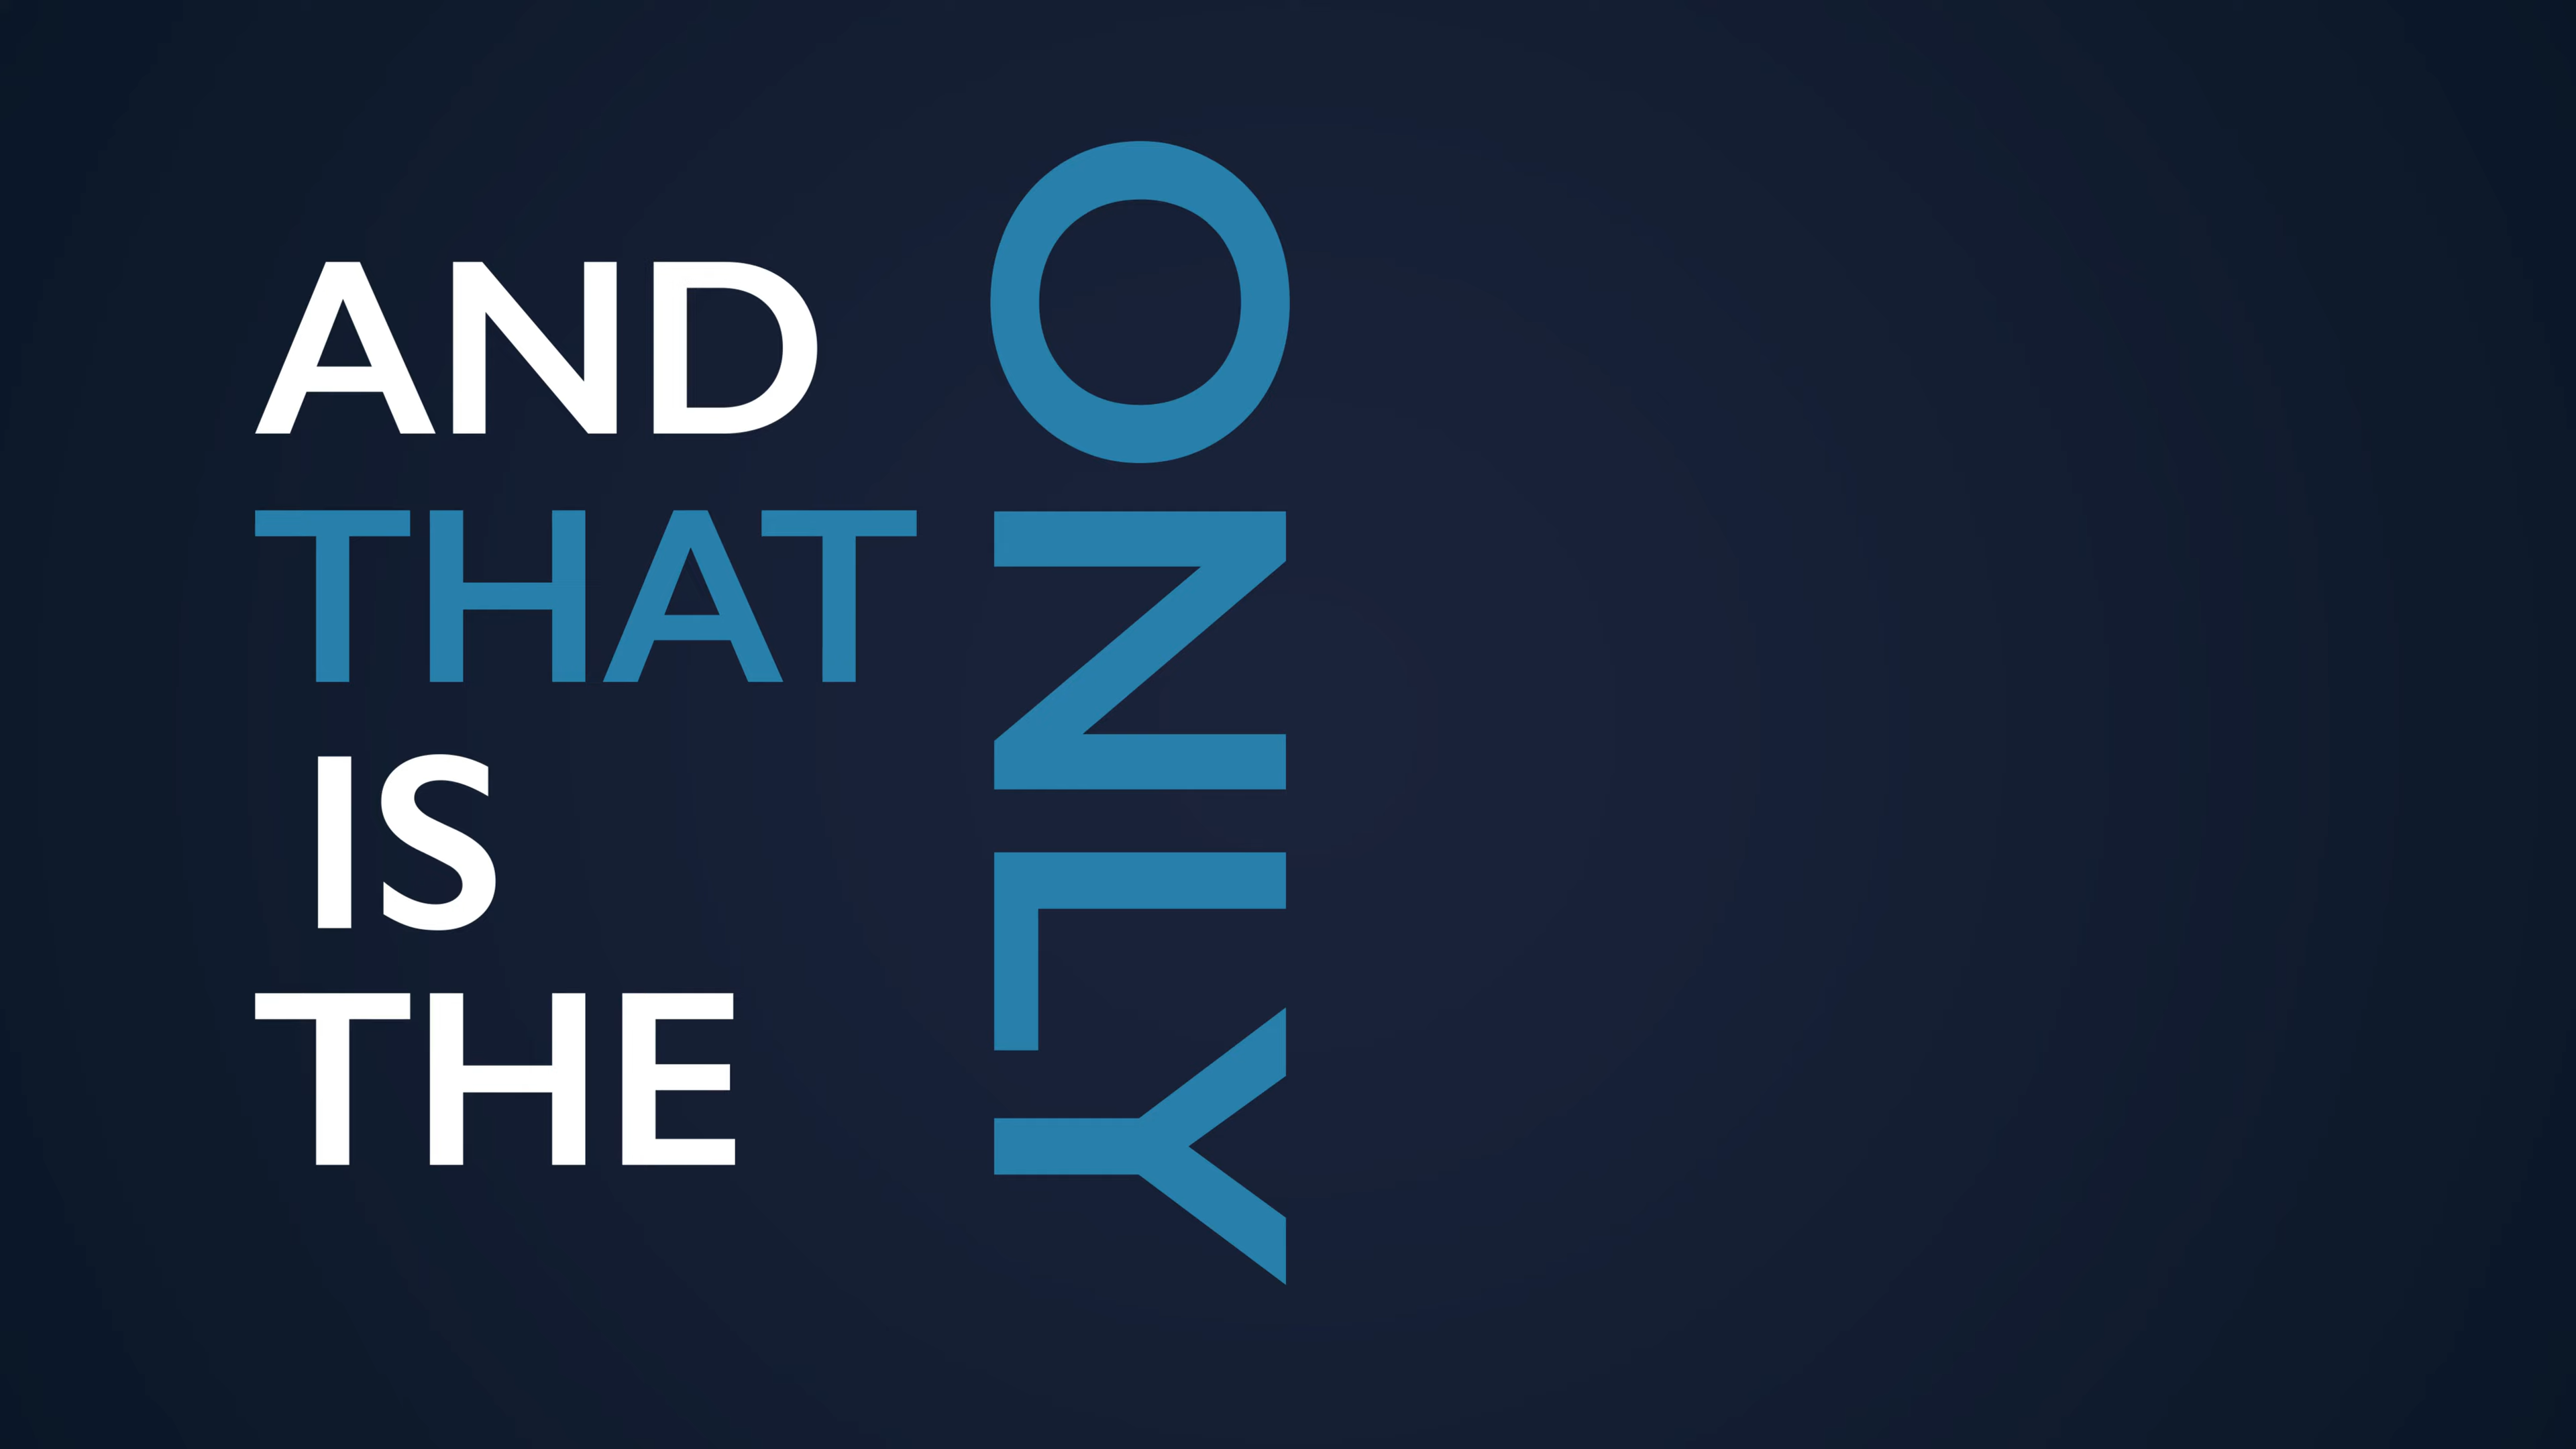 AND
THAT
IS
THE
ONLY